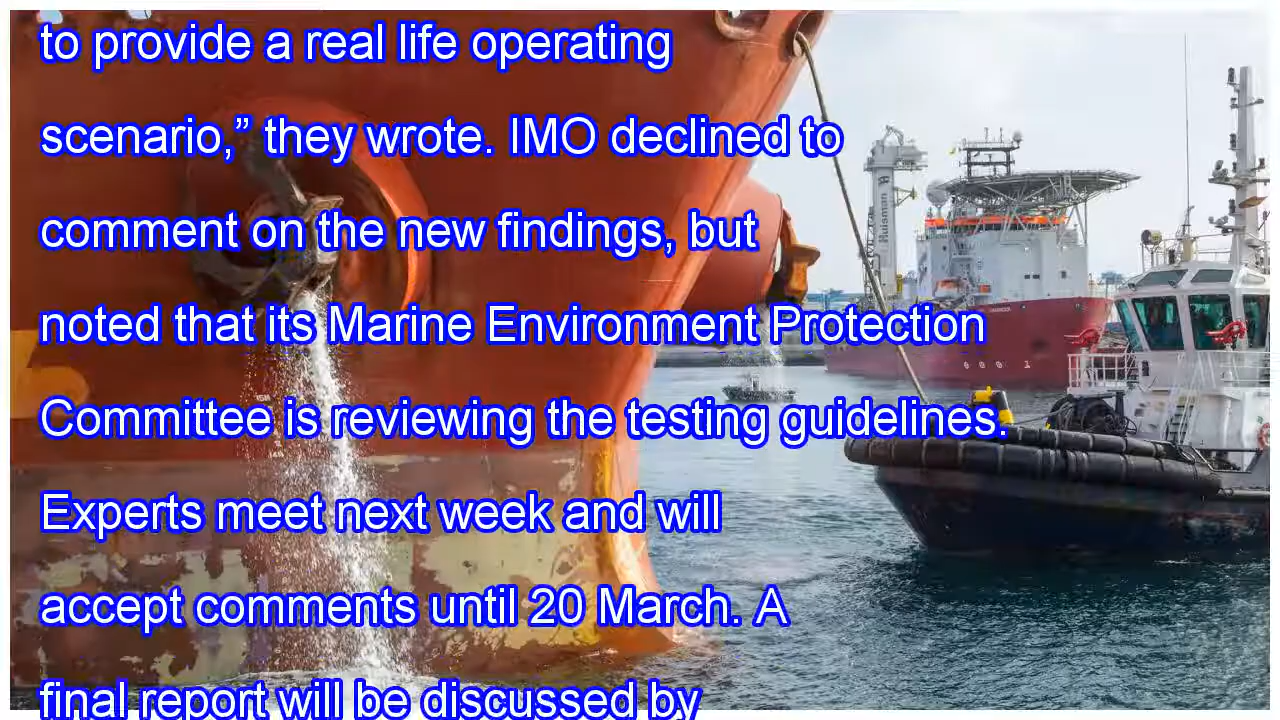 to provide a real life operating
scenario,” they wrote. IMO declined to
comment on the new findings, but
noted that its Marine Environment Protection
Committee is reviewing the testing guidelines.
Experts meet next week and will
accept comments until 20 March. A
final report will be discussed by
Huisman